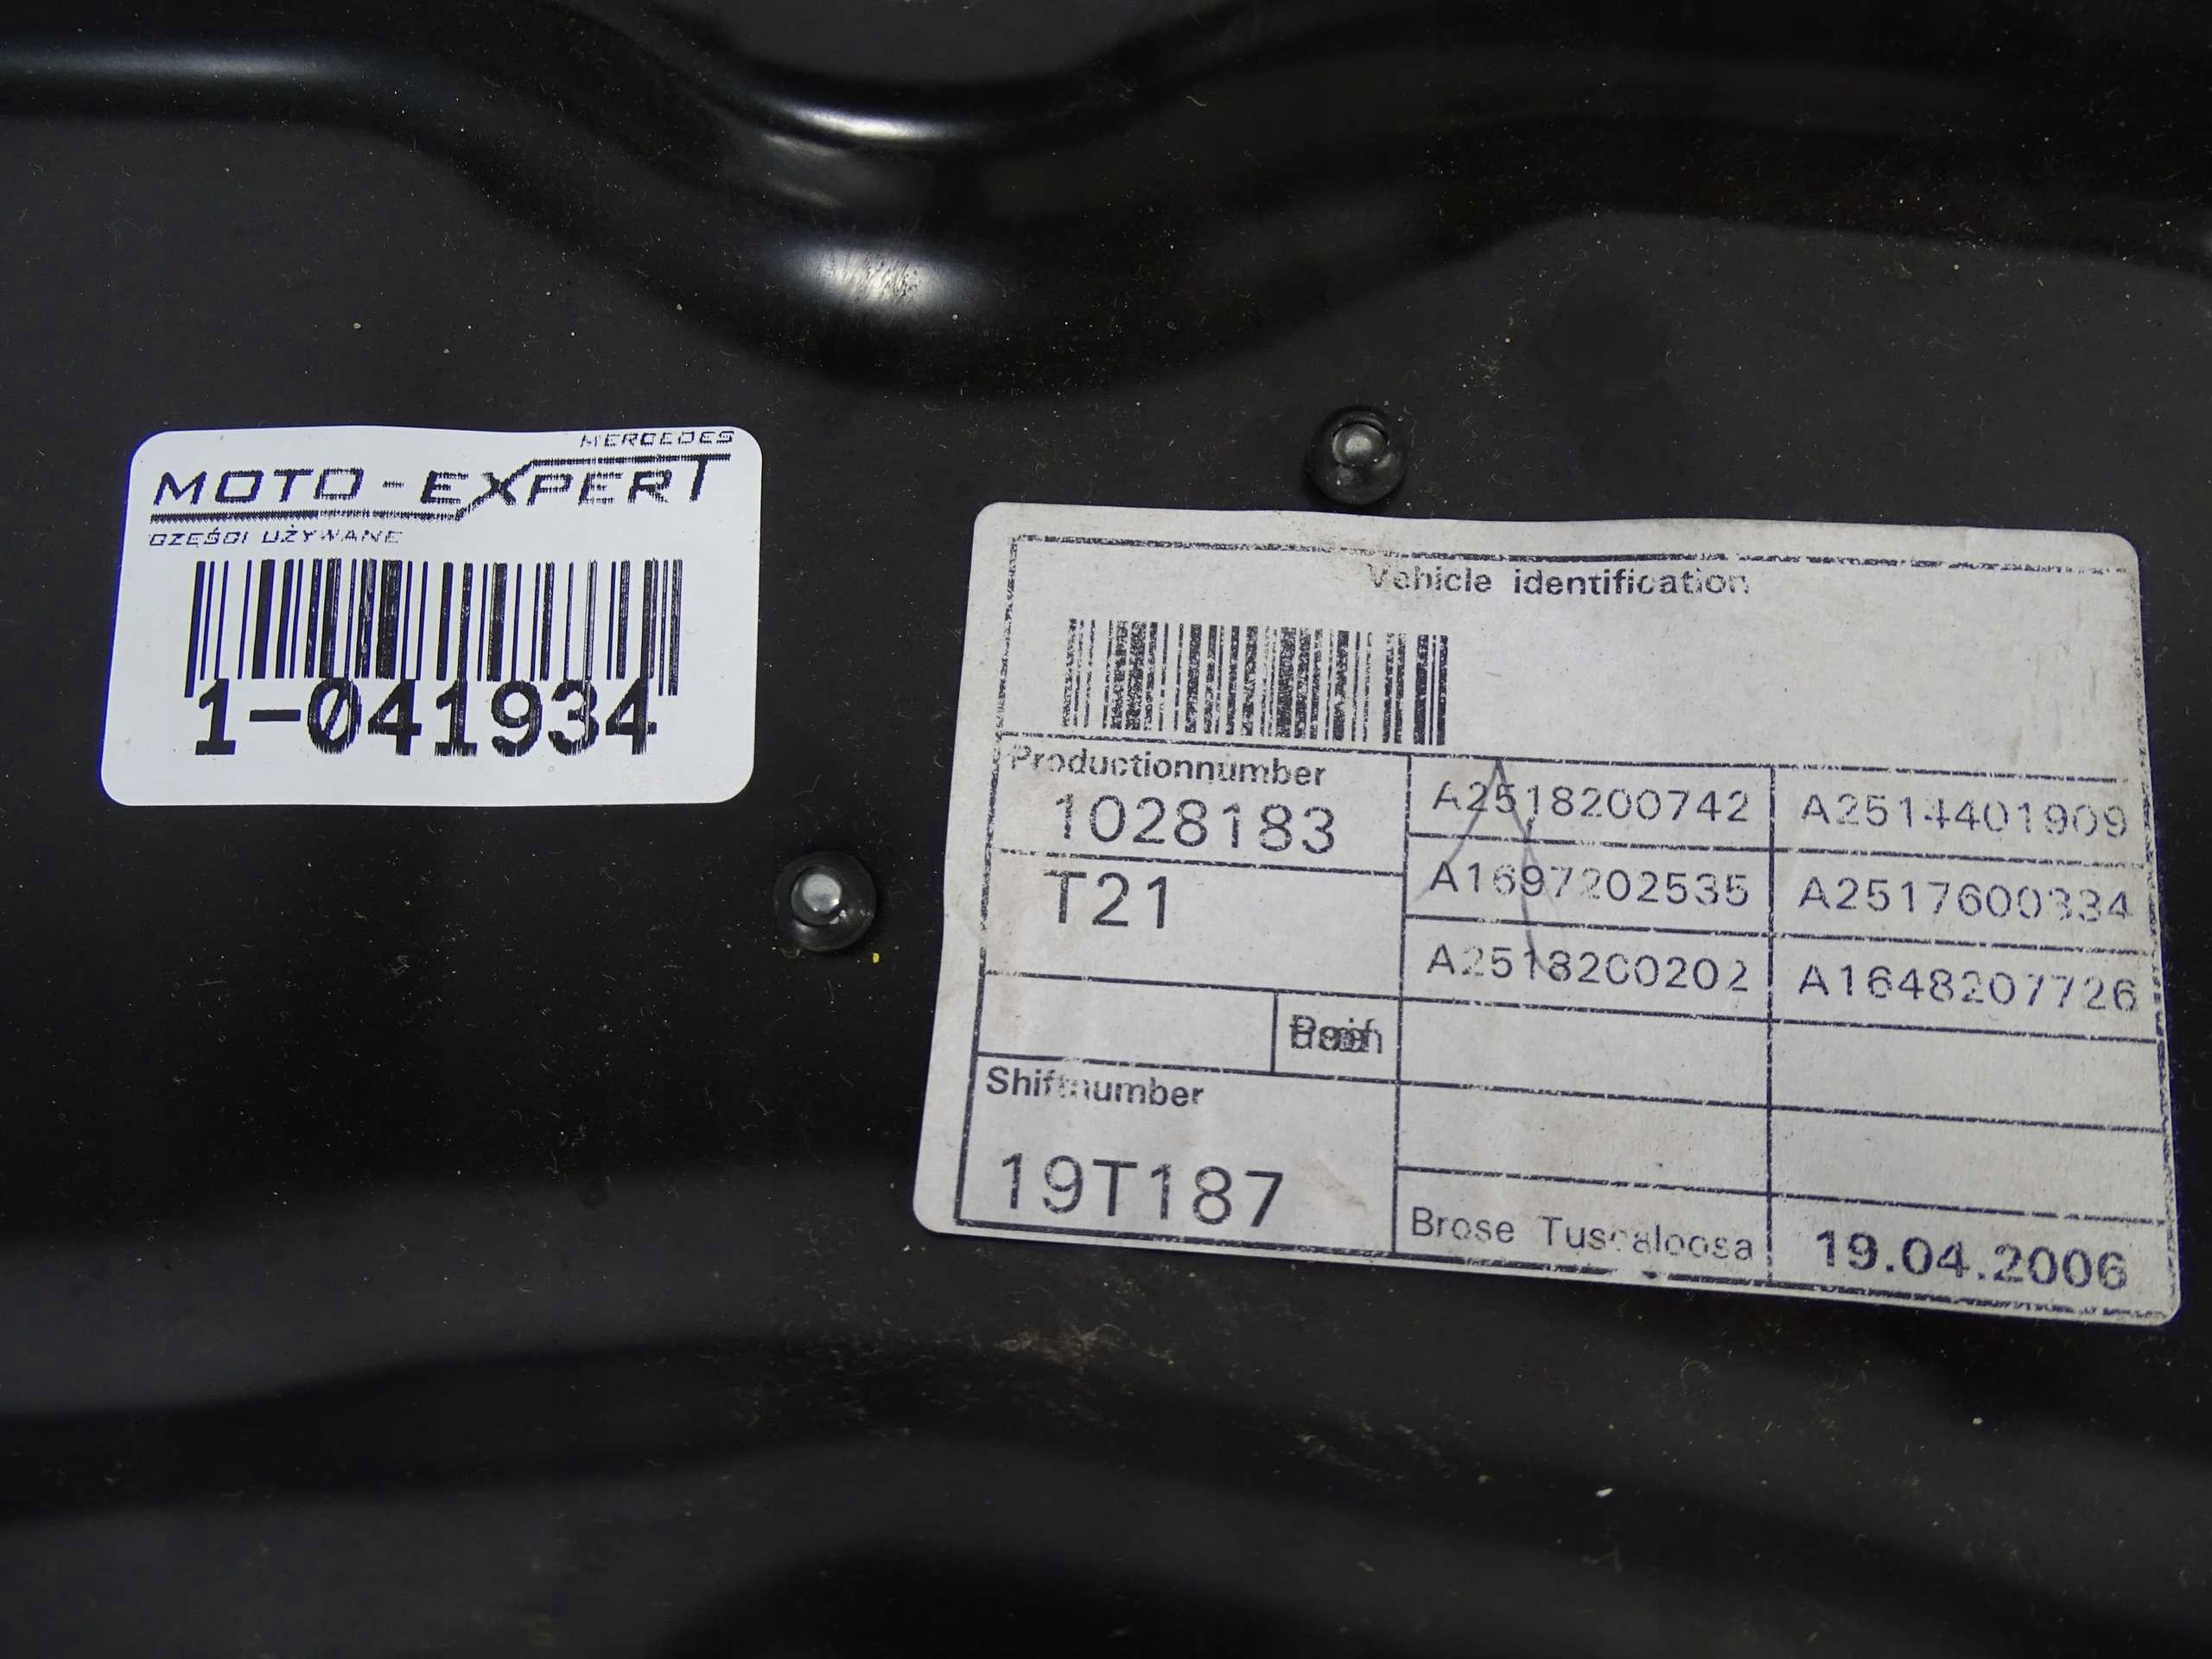 MERCEDES
MOTO-EXPERT
CZĘŚCI UŻYWANE
1-041934
Vehicle identification
Productionnumber
1028183
T21
A2518200742 A2514401909
A1697202535 A2517600334
A2518200202 A1648207726
Shiftnumber
19T187
Brose Tuscaloosa
19.04.2006